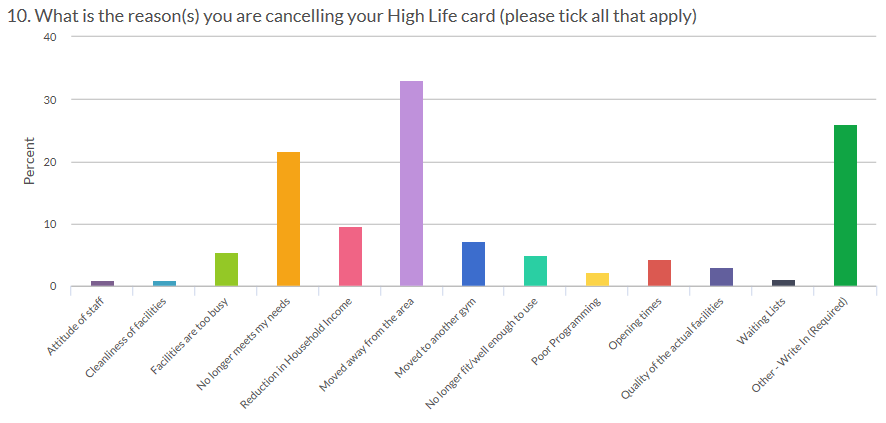 10. What is the reason(s) you are cancelling your High Life card (please tick all that apply)
40
30
20
10
0
Percent
Attitude of staff
Cleanliness of facilities
Facilities are too busy
No longer meets my needs
Reduction in Household Income
Moved away from the area
Moved to another gym
No longer fit/well enough to use
Poor Programming
Opening times
Quality of the actual facilities
Waiting Lists
Other - Write In (Required)